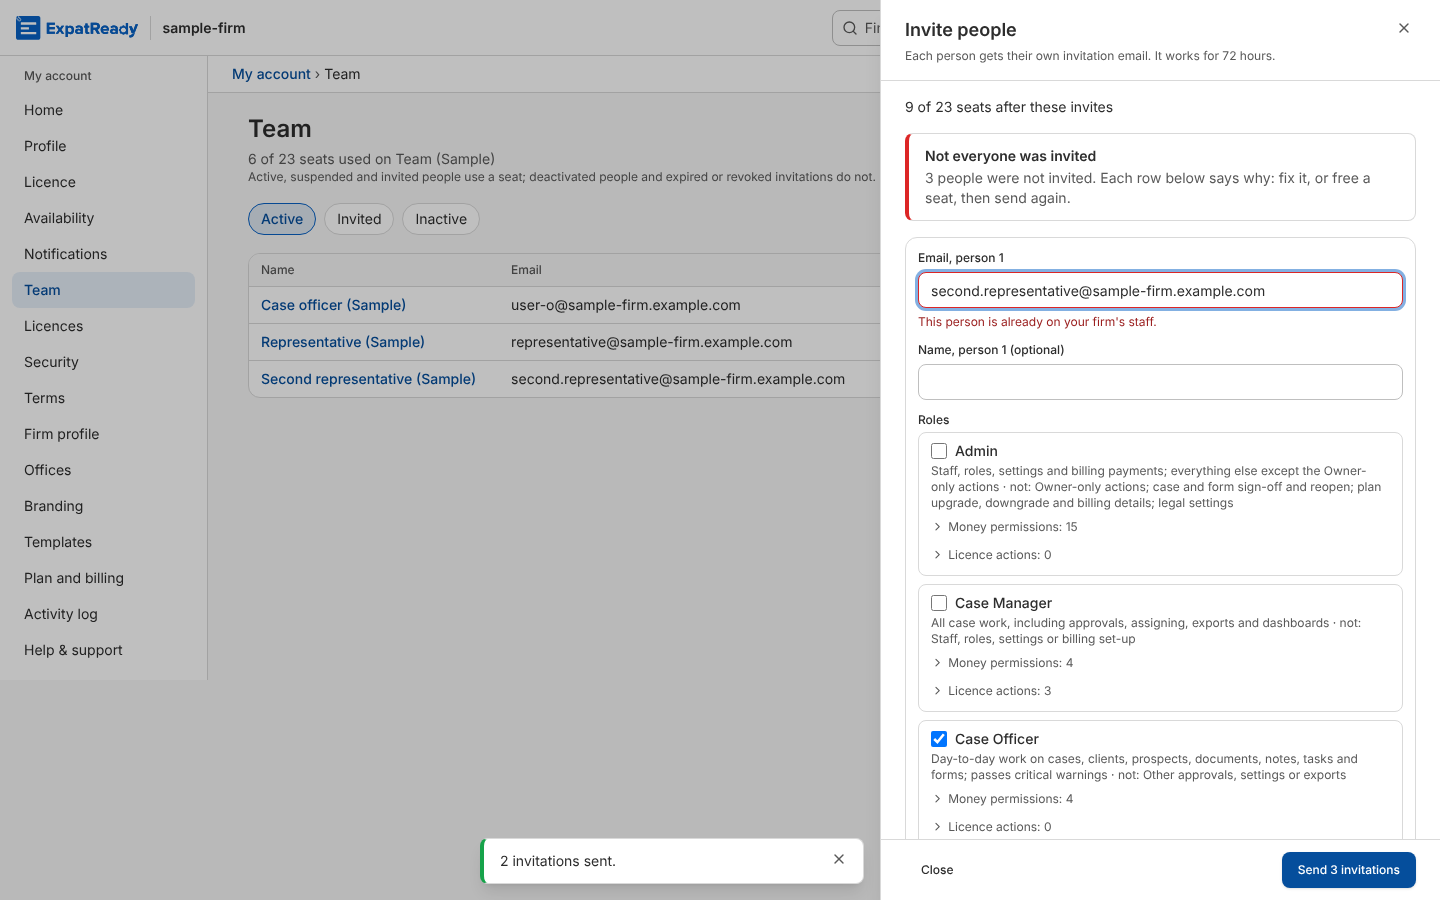 ExpatReady
sample-firm
My account
Home
Profile
Licence
Availability
Notifications
Team
Licences
Security
Terms
Firm profile
Offices
Branding
Templates
Plan and billing
Activity log
Help & support
My account › Team
Team
6 of 23 seats used on Team (Sample)
Active, suspended and invited people use a seat; deactivated people and expired or revoked invitations do not.
Active
Invited
Inactive
Name
Email
Case officer (Sample)
user-o@sample-firm.example.com
Representative (Sample)
representative@sample-firm.example.com
Second representative (Sample)
second.representative@sample-firm.example.com
2 invitations sent.
Invite people
Each person gets their own invitation email. It works for 72 hours.
9 of 23 seats after these invites
Not everyone was invited
3 people were not invited. Each row below says why: fix it, or free a
seat, then send again.
Email, person 1
second.representative@sample-firm.example.com
This person is already on your firm's staff.
Name, person 1 (optional)
Roles
Admin
Staff, roles, settings and billing payments; everything else except the Owner-
only actions · not: Owner-only actions; case and form sign-off and reopen; plan
upgrade, downgrade and billing details; legal settings
Money permissions: 15
Licence actions: 0
Case Manager
All case work, including approvals, assigning, exports and dashboards · not:
Staff, roles, settings or billing set-up
Money permissions: 4
Licence actions: 3
Case Officer
Day-to-day work on cases, clients, prospects, documents, notes, tasks and
forms; passes critical warnings · not: Other approvals, settings or exports
Money permissions: 4
Licence actions: 0
Close
Send 3 invitations